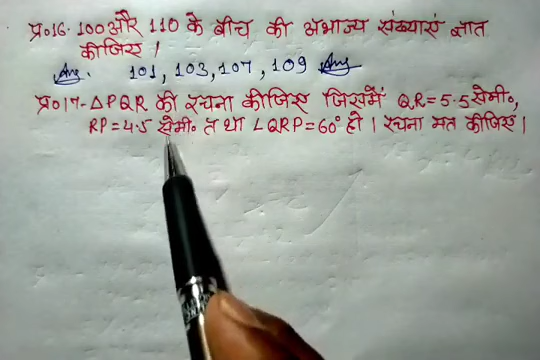 प्र०16. 100 और 110 के बीच की अभाज्य संख्याएं ज्ञात
कीजिए।
Ans. 101, 103, 107, 109 Ans
प्र०17- △PQR की रचना कीजिए जिसमें QR=5.5 सेमी०,
RP=4.5 सेमी० तथा ∠QRP=60° हो। रचना मत कीजिए।